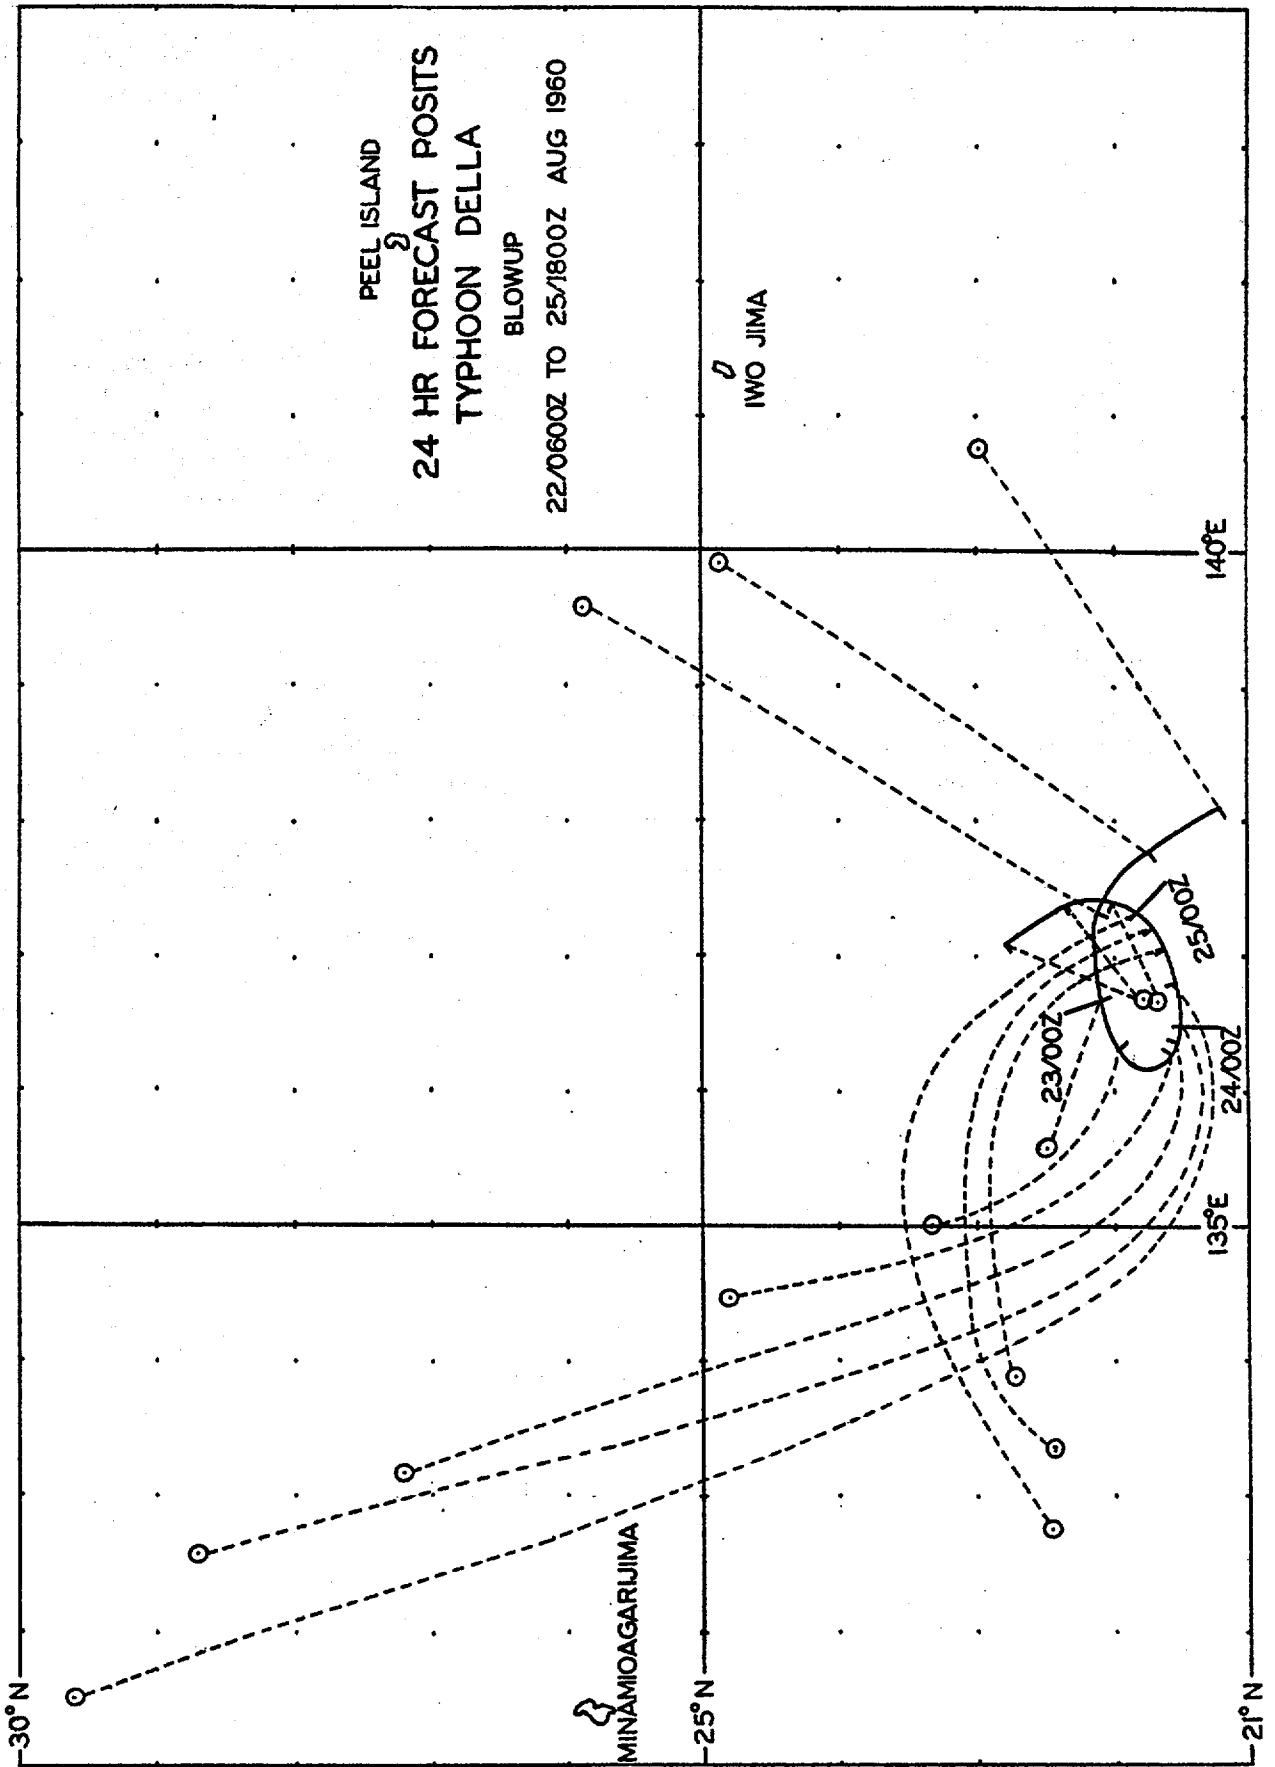 30°N
PEEL ISLAND
24 HR FORECAST POSITS
TYPHOON DELLA
BLOWUP
22/0600Z TO 25/1800Z AUG 1960
MINAMIOAGARIJIMA
25°N
IWO JIMA
23/00Z
25/00Z
24/00Z
135°E
140°E
21°N